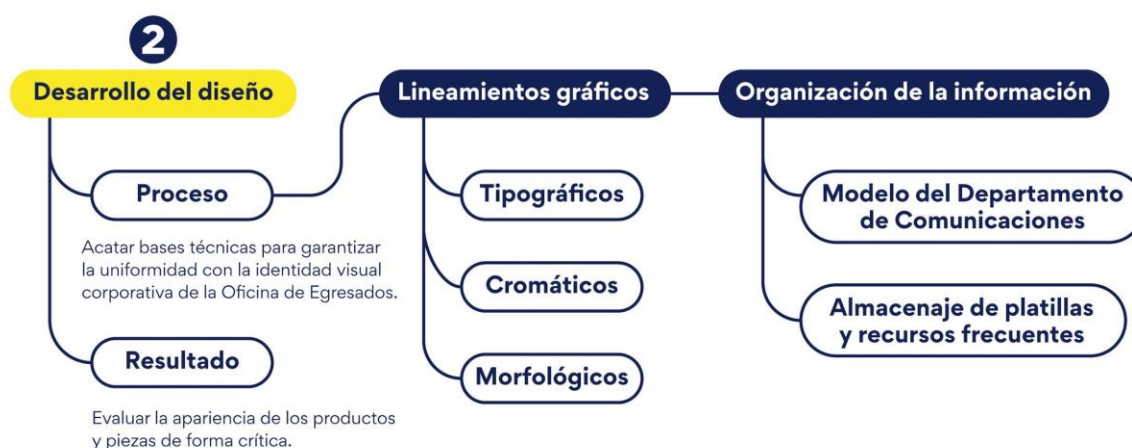 2
Desarrollo del diseño
Proceso
Acatar bases técnicas para garantizar
la uniformidad con la identidad visual
corporativa de la Oficina de Egresados.
Resultado
Evaluar la apariencia de los productos
y piezas de forma crítica.
Lineamientos gráficos
Tipográficos
Cromáticos
Morfológicos
Organización de la información
Modelo del Departamento
de Comunicaciones
Almacenaje de platillas
y recursos frecuentes